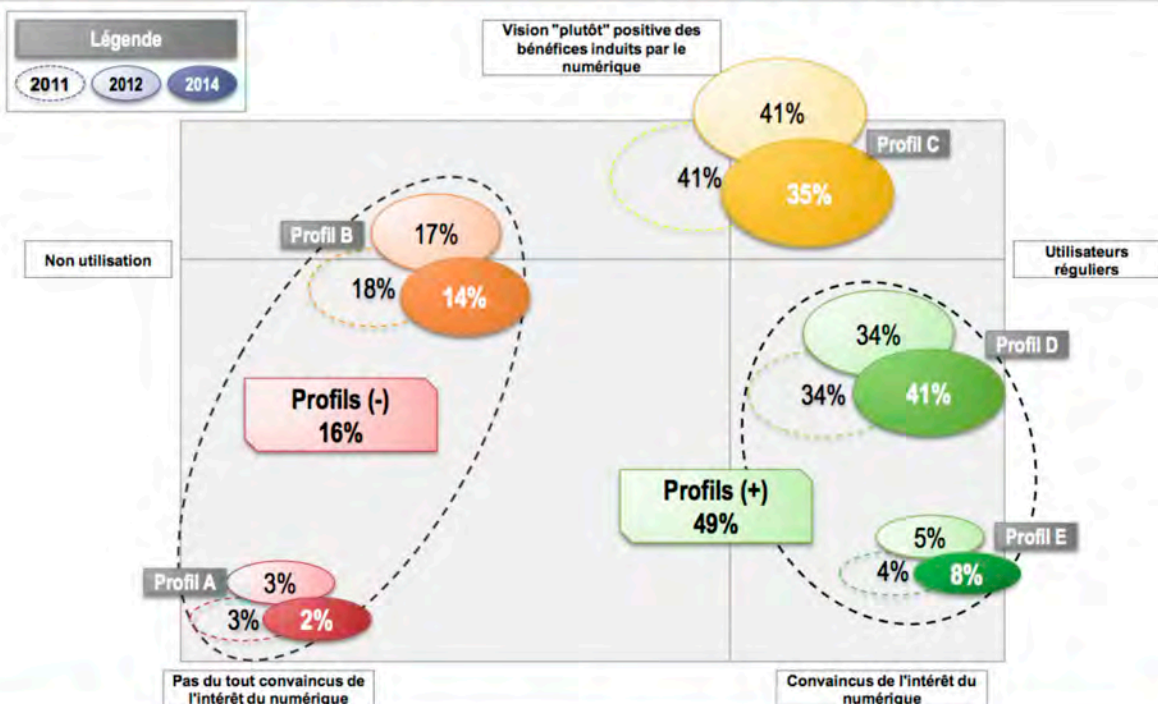 Légende
2011
2012
2014
Vision "plutôt" positive des
bénéfices induits par le
numérique
41%
Profil C
41%
35%
Profil B
17%
Non utilisation
Utilisateurs
réguliers
18%
14%
34%
Profil D
34%
41%
Profils (-)
16%
Profils (+)
49%
5%
Profil E
4%
8%
Profil A
3%
3%
2%
Pas du tout convaincus de
l'intérêt du numérique
Convaincus de l'intérêt du
numérique